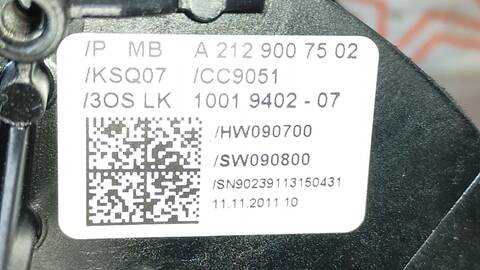 /P MB A 212 900 75 02
/KSQ07 /CC9051
/3OS LK 1001 9402 - 07
/HW090700
/SW090800
/SN90239113150431
11.11.2011 10